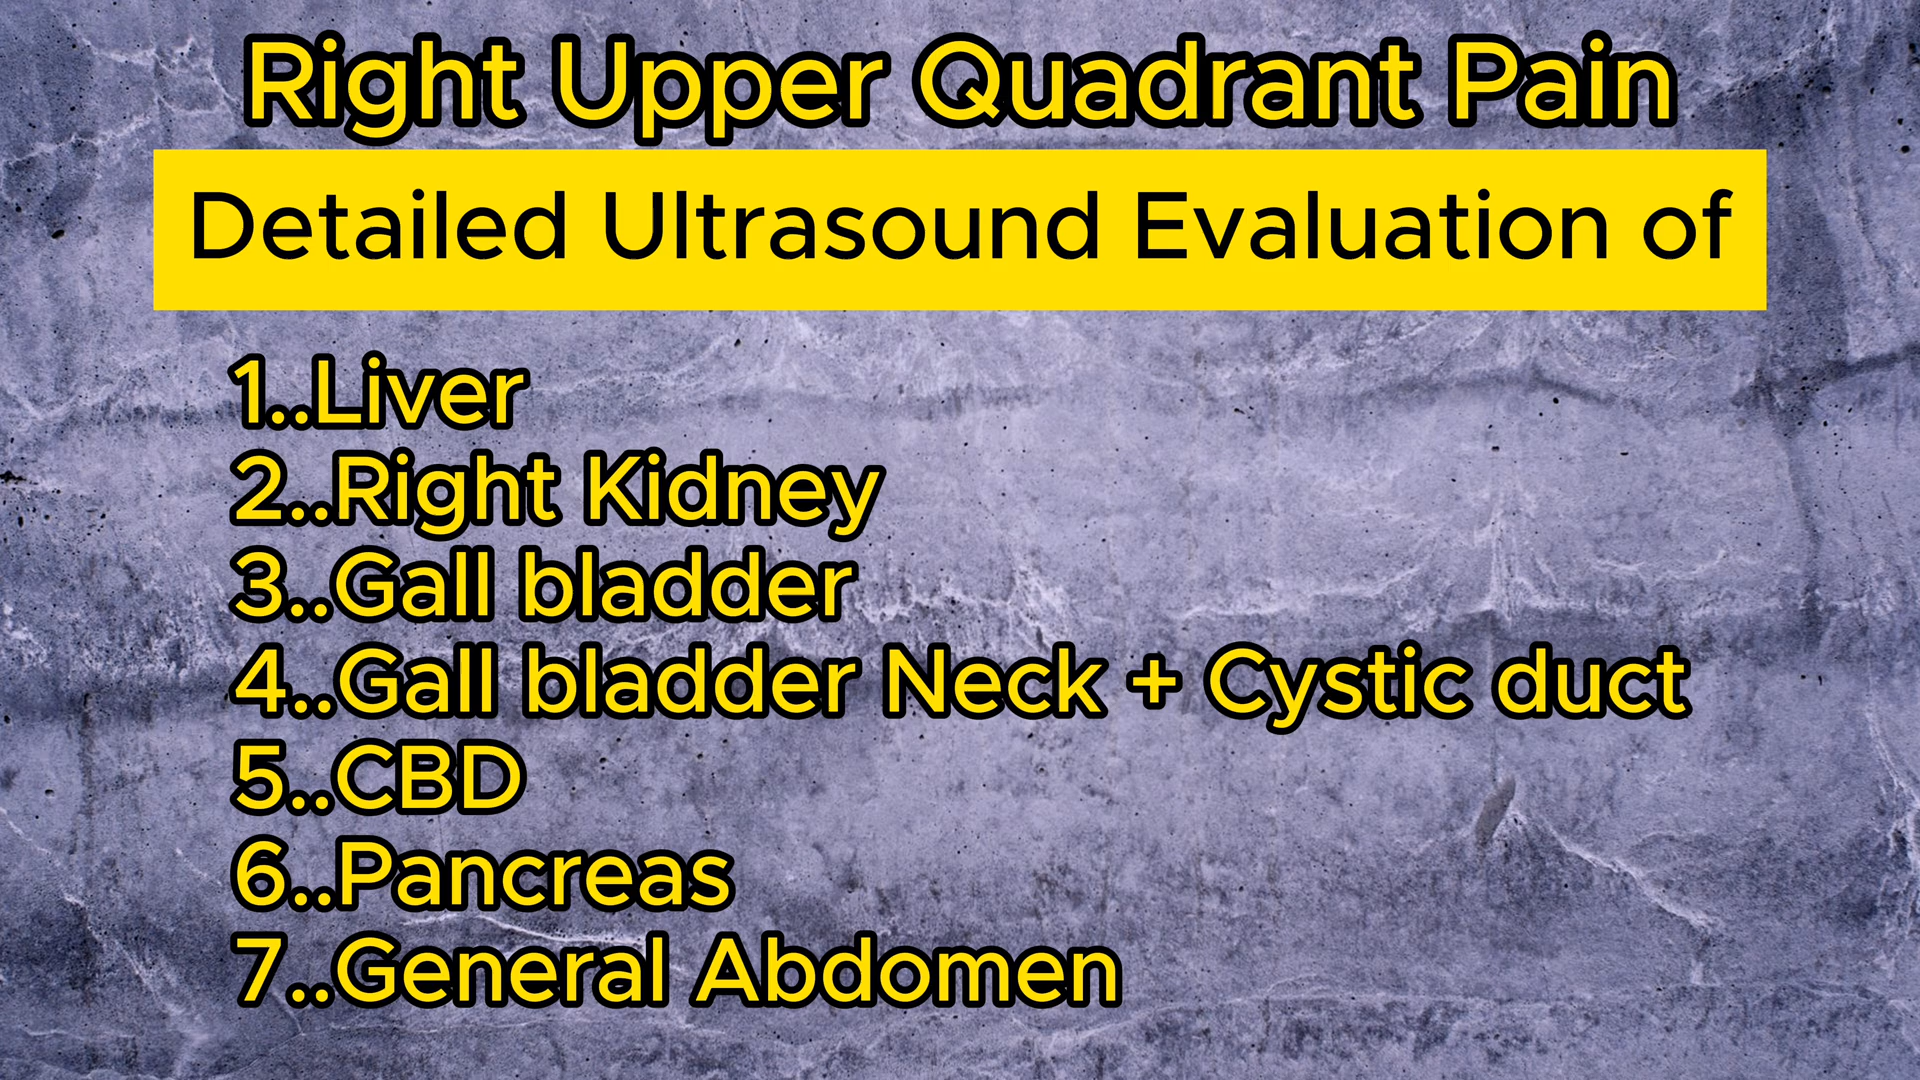 Right Upper Quadrant Pain
Detailed Ultrasound Evaluation of
1..Liver
2..Right Kidney
3..Gall bladder
4..Gall bladder Neck + Cystic duct
5..CBD
6..Pancreas
7..General Abdomen